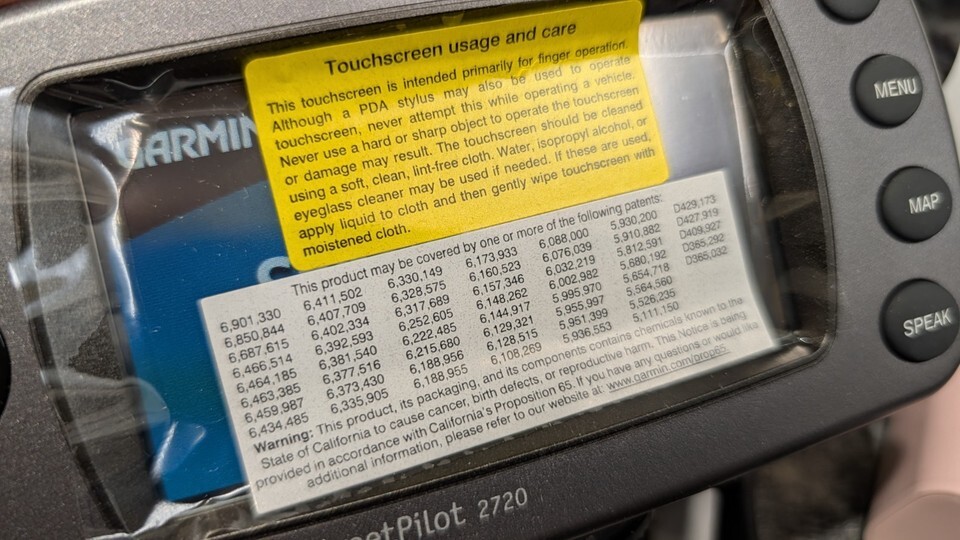 GARMIN
Touchscreen usage and care
This touchscreen is intended primarily for finger operation.
Although a PDA stylus may also be used to operate
touchscreen, never attempt this while operating a vehicle.
Never use a hard or sharp object to operate the touchscreen
or damage may result. The touchscreen should be cleaned
using a soft, clean, lint-free cloth. Water, isopropyl alcohol, or
eyeglass cleaner may be used if needed. If these are used,
apply liquid to cloth and then gently wipe touchscreen with
moistened cloth.
This product may be covered by one or more of the following patents:
6,901,330 6,411,502 6,330,149 6,173,933 6,088,000 5,930,200 D429,173
6,850,844 6,407,709 6,328,575 6,160,523 6,076,039 5,910,882 D427,919
6,687,615 6,402,334 6,317,689 6,157,346 6,032,219 5,812,591 D409,927
6,466,514 6,392,593 6,252,605 6,148,262 6,002,982 5,680,192 D365,292
6,464,185 6,381,540 6,222,485 6,144,917 5,995,970 5,654,718 D365,032
6,463,385 6,377,516 6,215,680 6,129,321 5,955,997 5,564,560
6,459,987 6,373,430 6,188,956 6,128,515 5,951,399 5,526,235
6,434,485 6,335,905 6,188,955 6,108,269 5,936,553 5,111,150
Warning: This product, its packaging, and its components contains chemicals known to the
State of California to cause cancer, birth defects, or reproductive harm. This Notice is being
provided in accordance with California's Proposition 65. If you have any questions or would like
additional information, please refer to our website at: www.garmin.com/prop65.
etPilot 2720
MENU
MAP
SPEAK